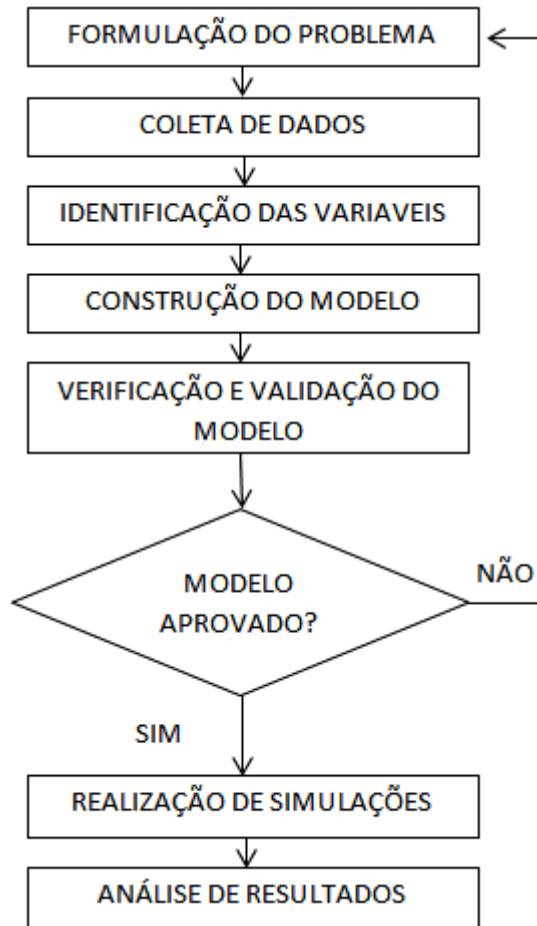 FORMULAÇÃO DO PROBLEMA
COLETA DE DADOS
IDENTIFICAÇÃO DAS VARIAVEIS
CONSTRUÇÃO DO MODELO
VERIFICAÇÃO E VALIDAÇÃO DO
MODELO
MODELO
APROVADO?
NÃO
SIM
REALIZAÇÃO DE SIMULAÇÕES
ANÁLISE DE RESULTADOS